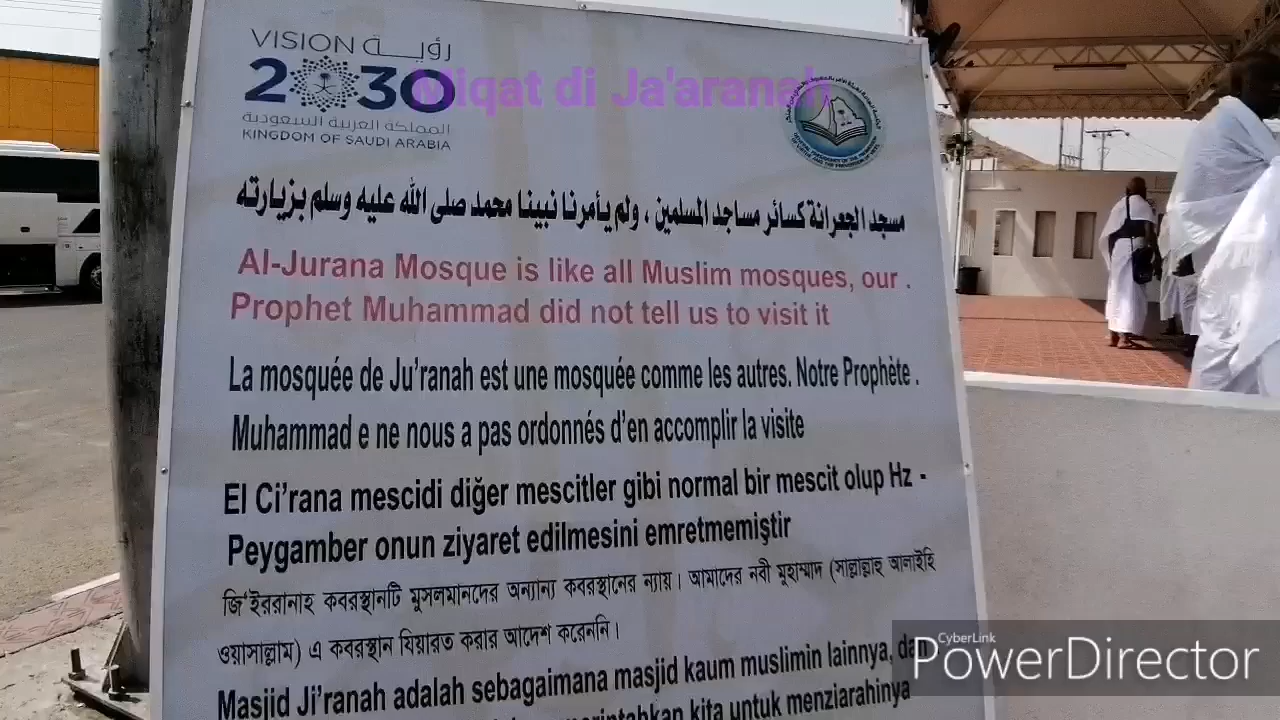 VISION رؤيــــة
2030
المملكة العربية السعودية
KINGDOM OF SAUDI ARABIA
Miqat di Ja'aranah
مسجد الجعرانة كسائر مساجد المسلمين ، ولم يأمرنا نبينا محمد صلى الله عليه وسلم بزيارته
Al-Jurana Mosque is like all Muslim mosques, our .
Prophet Muhammad did not tell us to visit it
La mosquée de Ju'ranah est une mosquée comme les autres. Notre Prophète .
Muhammad e ne nous a pas ordonnés d'en accomplir la visite
El Ci'rana mescidi diğer mescitler gibi normal bir mescit olup Hz -
Peygamber onun ziyaret edilmesini emretmemiştir
জি'ইররানাহ কবরস্থানটি মুসলমানদের অন্যান্য কবরস্থানের ন্যায়। আমাদের নবী মুহাম্মাদ (সাল্লাল্লাহু আলাইহি
ওয়াসাল্লাম) এ কবরস্থান যিয়ারত করার আদেশ করেননি।
Masjid Ji'ranah adalah sebagaimana masjid kaum muslimin lainnya, dan
kita untuk menziarahinya
CyberLink
PowerDirector